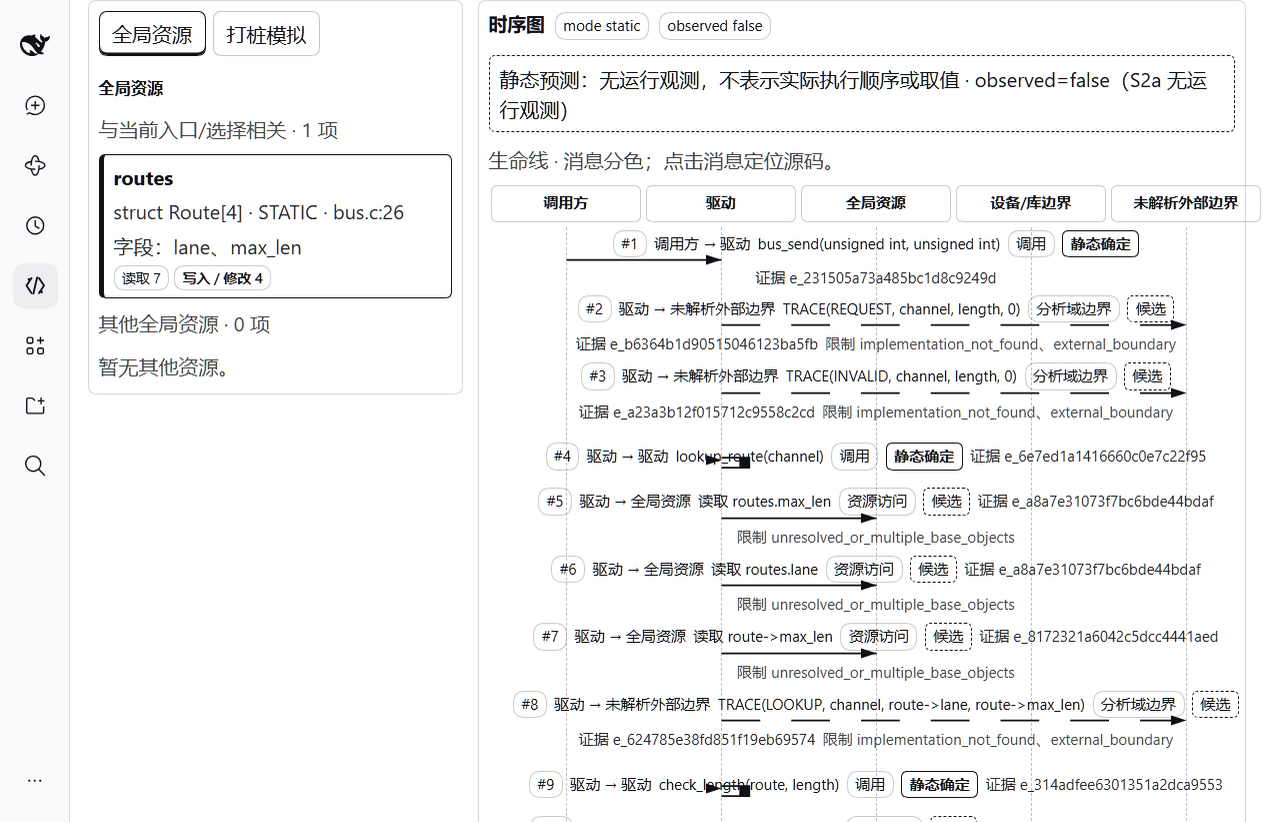 全局资源
打桩模拟
全局资源
与当前入口/选择相关 · 1 项
routes
struct Route[4] · STATIC · bus.c:26
字段：lane、max_len
读取 7
写入 / 修改 4
其他全局资源 · 0 项
暂无其他资源。
时序图 mode static observed false
静态预测：无运行观测，不表示实际执行顺序或取值 · observed=false（S2a 无运
行观测）
生命线 · 消息分色；点击消息定位源码。
调用方 驱动 全局资源 设备/库边界 未解析外部边界
#1 调用方 → 驱动 bus_send(unsigned int, unsigned int) 调用 静态确定
证据 e_231505a73a485bc1d8c9249d
#2 驱动 → 未解析外部边界 TRACE(REQUEST, channel, length, 0) 分析域边界 候选
证据 e_b6364b1d90515046123ba5fb 限制 implementation_not_found、external_boundary
#3 驱动 → 未解析外部边界 TRACE(INVALID, channel, length, 0) 分析域边界 候选
证据 e_a23a3b12f015712c9558c2cd 限制 implementation_not_found、external_boundary
#4 驱动 → 驱动 lookup_route(channel) 调用 静态确定 证据 e_6e7ed1a1416660c0e7c22f95
#5 驱动 → 全局资源 读取 routes.max_len 资源访问 候选 证据 e_a8a7e31073f7bc6bde44bdaf
限制 unresolved_or_multiple_base_objects
#6 驱动 → 全局资源 读取 routes.lane 资源访问 候选 证据 e_a8a7e31073f7bc6bde44bdaf
限制 unresolved_or_multiple_base_objects
#7 驱动 → 全局资源 读取 route->max_len 资源访问 候选 证据 e_8172321a6042c5dcc4441aed
限制 unresolved_or_multiple_base_objects
#8 驱动 → 未解析外部边界 TRACE(LOOKUP, channel, route->lane, route->max_len) 分析域边界 候选
证据 e_624785e38fd851f19eb69574 限制 implementation_not_found、external_boundary
#9 驱动 → 驱动 check_length(route, length) 调用 静态确定 证据 e_314adfee6301351a2dca9553